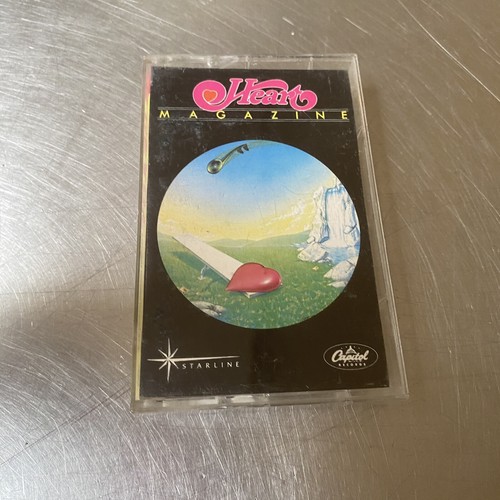 Heart
MAGAZINE
STARLINE
Capitol
RECORDS